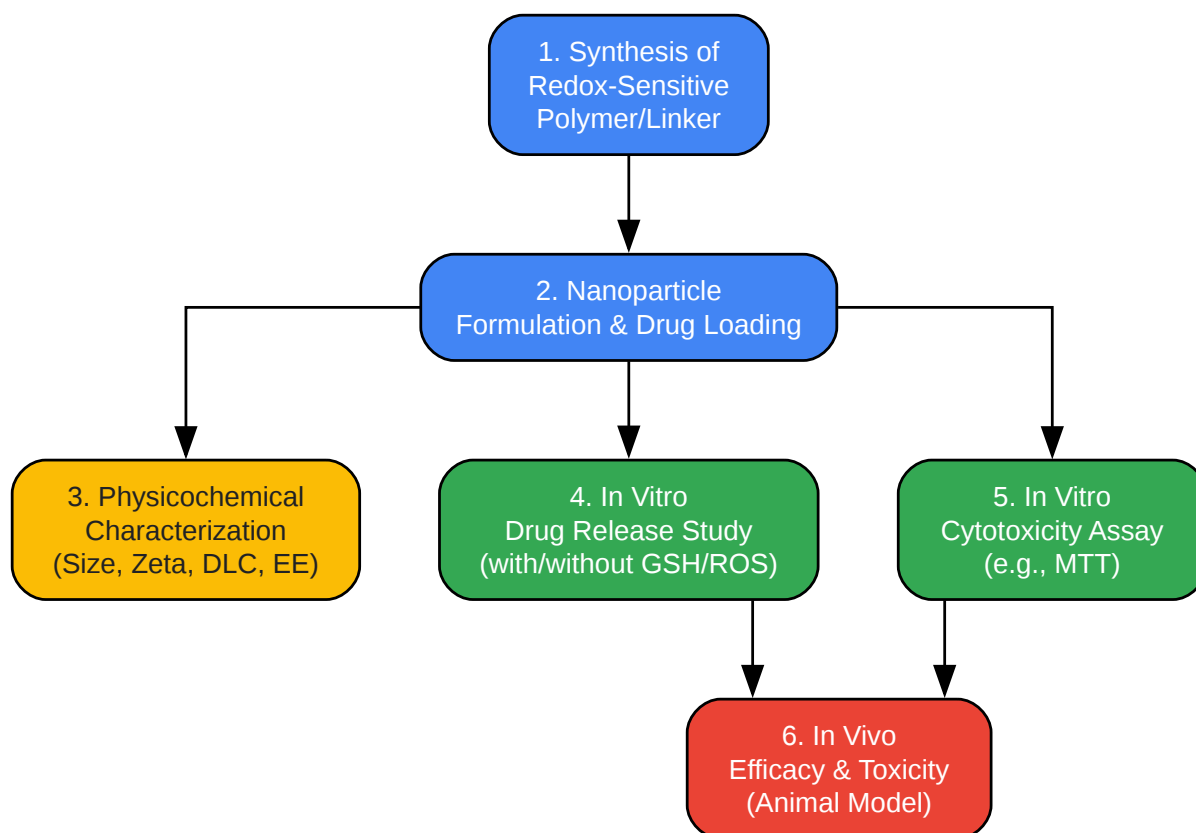 1. Synthesis of
Redox-Sensitive
Polymer/Linker
2. Nanoparticle
Formulation & Drug Loading
3. Physicochemical
Characterization
(Size, Zeta, DLC, EE)
4. In Vitro
Drug Release Study
(with/without GSH/ROS)
5. In Vitro
Cytotoxicity Assay
(e.g., MTT)
6. In Vivo
Efficacy & Toxicity
(Animal Model)